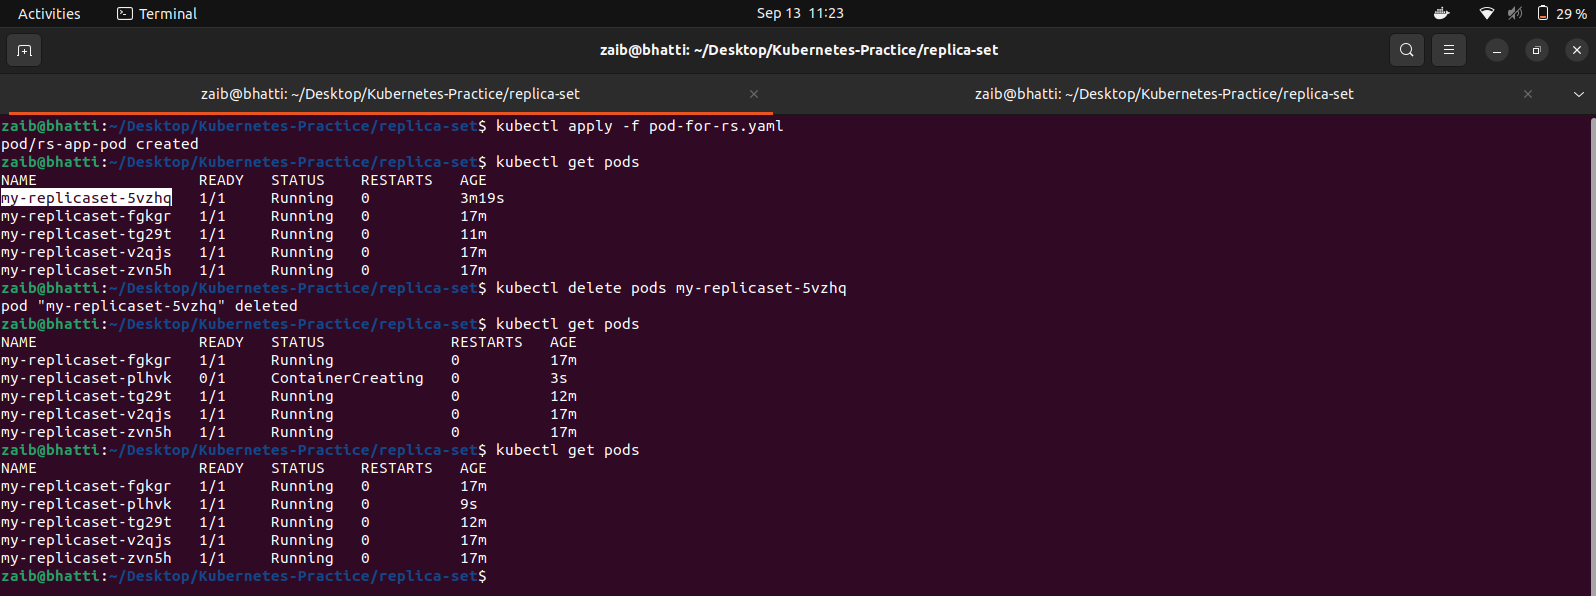 Activities Terminal Sep 13 11:23 29 %
zaib@bhatti: ~/Desktop/Kubernetes-Practice/replica-set
zaib@bhatti: ~/Desktop/Kubernetes-Practice/replica-set zaib@bhatti: ~/Desktop/Kubernetes-Practice/replica-set
zaib@bhatti:~/Desktop/Kubernetes-Practice/replica-set$ kubectl apply -f pod-for-rs.yaml
pod/rs-app-pod created
zaib@bhatti:~/Desktop/Kubernetes-Practice/replica-set$ kubectl get pods
NAME READY STATUS RESTARTS AGE
my-replicaset-5vzhq 1/1 Running 0 3m19s
my-replicaset-fgkgr 1/1 Running 0 17m
my-replicaset-tg29t 1/1 Running 0 11m
my-replicaset-v2qjs 1/1 Running 0 17m
my-replicaset-zvn5h 1/1 Running 0 17m
zaib@bhatti:~/Desktop/Kubernetes-Practice/replica-set$ kubectl delete pods my-replicaset-5vzhq
pod "my-replicaset-5vzhq" deleted
zaib@bhatti:~/Desktop/Kubernetes-Practice/replica-set$ kubectl get pods
NAME READY STATUS RESTARTS AGE
my-replicaset-fgkgr 1/1 Running 0 17m
my-replicaset-plhvk 0/1 ContainerCreating 0 3s
my-replicaset-tg29t 1/1 Running 0 12m
my-replicaset-v2qjs 1/1 Running 0 17m
my-replicaset-zvn5h 1/1 Running 0 17m
zaib@bhatti:~/Desktop/Kubernetes-Practice/replica-set$ kubectl get pods
NAME READY STATUS RESTARTS AGE
my-replicaset-fgkgr 1/1 Running 0 17m
my-replicaset-plhvk 1/1 Running 0 9s
my-replicaset-tg29t 1/1 Running 0 12m
my-replicaset-v2qjs 1/1 Running 0 17m
my-replicaset-zvn5h 1/1 Running 0 17m
zaib@bhatti:~/Desktop/Kubernetes-Practice/replica-set$